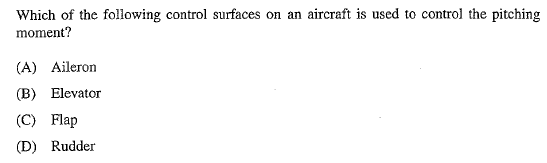 Which of the following control surfaces on an aircraft is used to control the pitching
moment?
(A) Aileron
(B) Elevator
(C) Flap
(D) Rudder